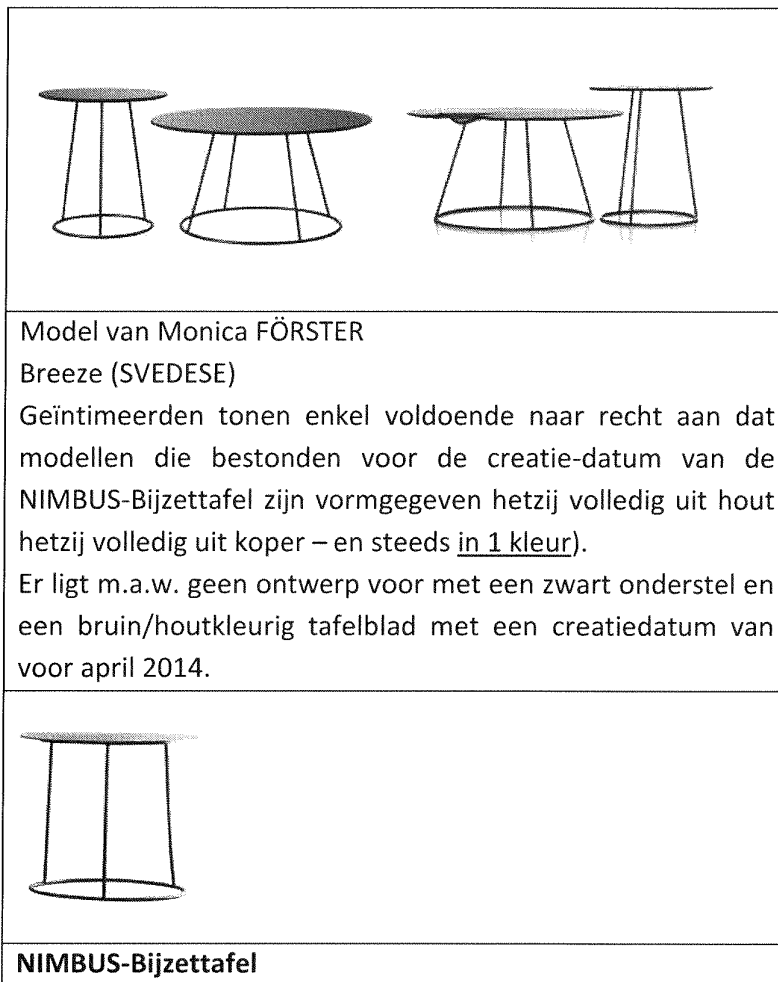 Model van Monica FÖRSTER
Breeze (SVEDESE)
Geïntimeerden tonen enkel voldoende naar recht aan dat
modellen die bestonden voor de creatie-datum van de
NIMBUS-Bijzettafel zijn vormgegeven hetzij volledig uit hout
hetzij volledig uit koper – en steeds in 1 kleur).
Er ligt m.a.w. geen ontwerp voor met een zwart onderstel en
een bruin/houtkleurig tafelblad met een creatiedatum van
voor april 2014.
NIMBUS-Bijzettafel